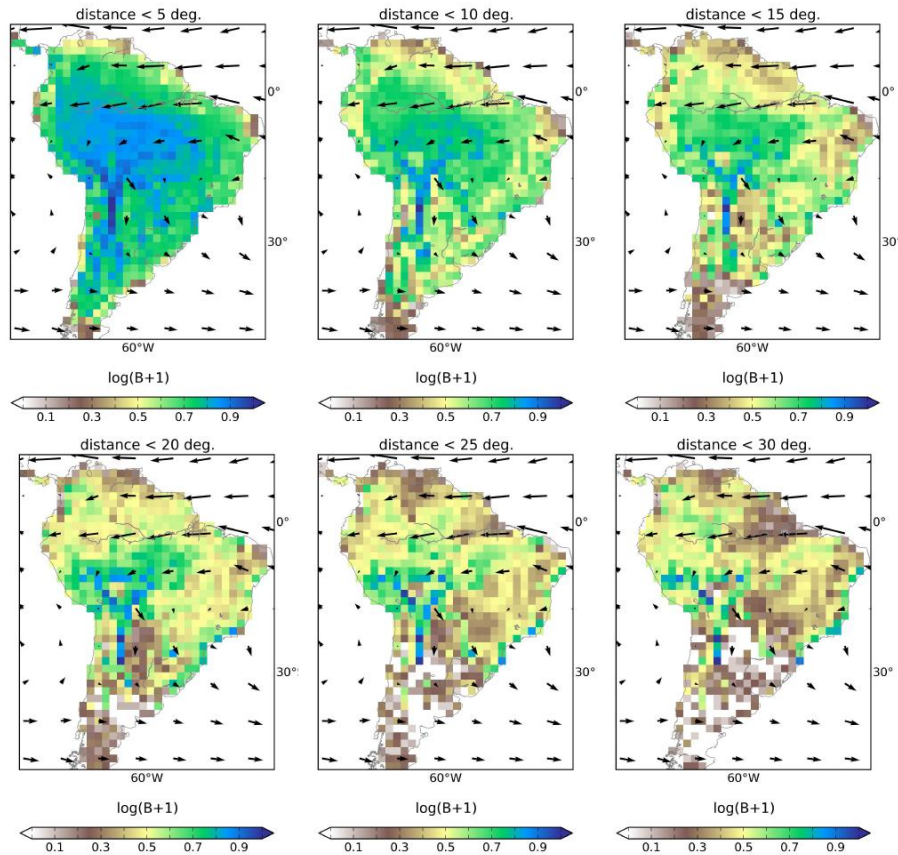 distance < 5 deg. distance < 10 deg. distance < 15 deg.
0° 0° 0°
30° 30° 30°
60°W 60°W 60°W
log(B+1) log(B+1) log(B+1)
0.1 0.3 0.5 0.7 0.9 0.1 0.3 0.5 0.7 0.9 0.1 0.3 0.5 0.7 0.9
distance < 20 deg. distance < 25 deg. distance < 30 deg.
0° 0° 0°
30° 30° 30°
60°W 60°W 60°W
log(B+1) log(B+1) log(B+1)
0.1 0.3 0.5 0.7 0.9 0.1 0.3 0.5 0.7 0.9 0.1 0.3 0.5 0.7 0.9